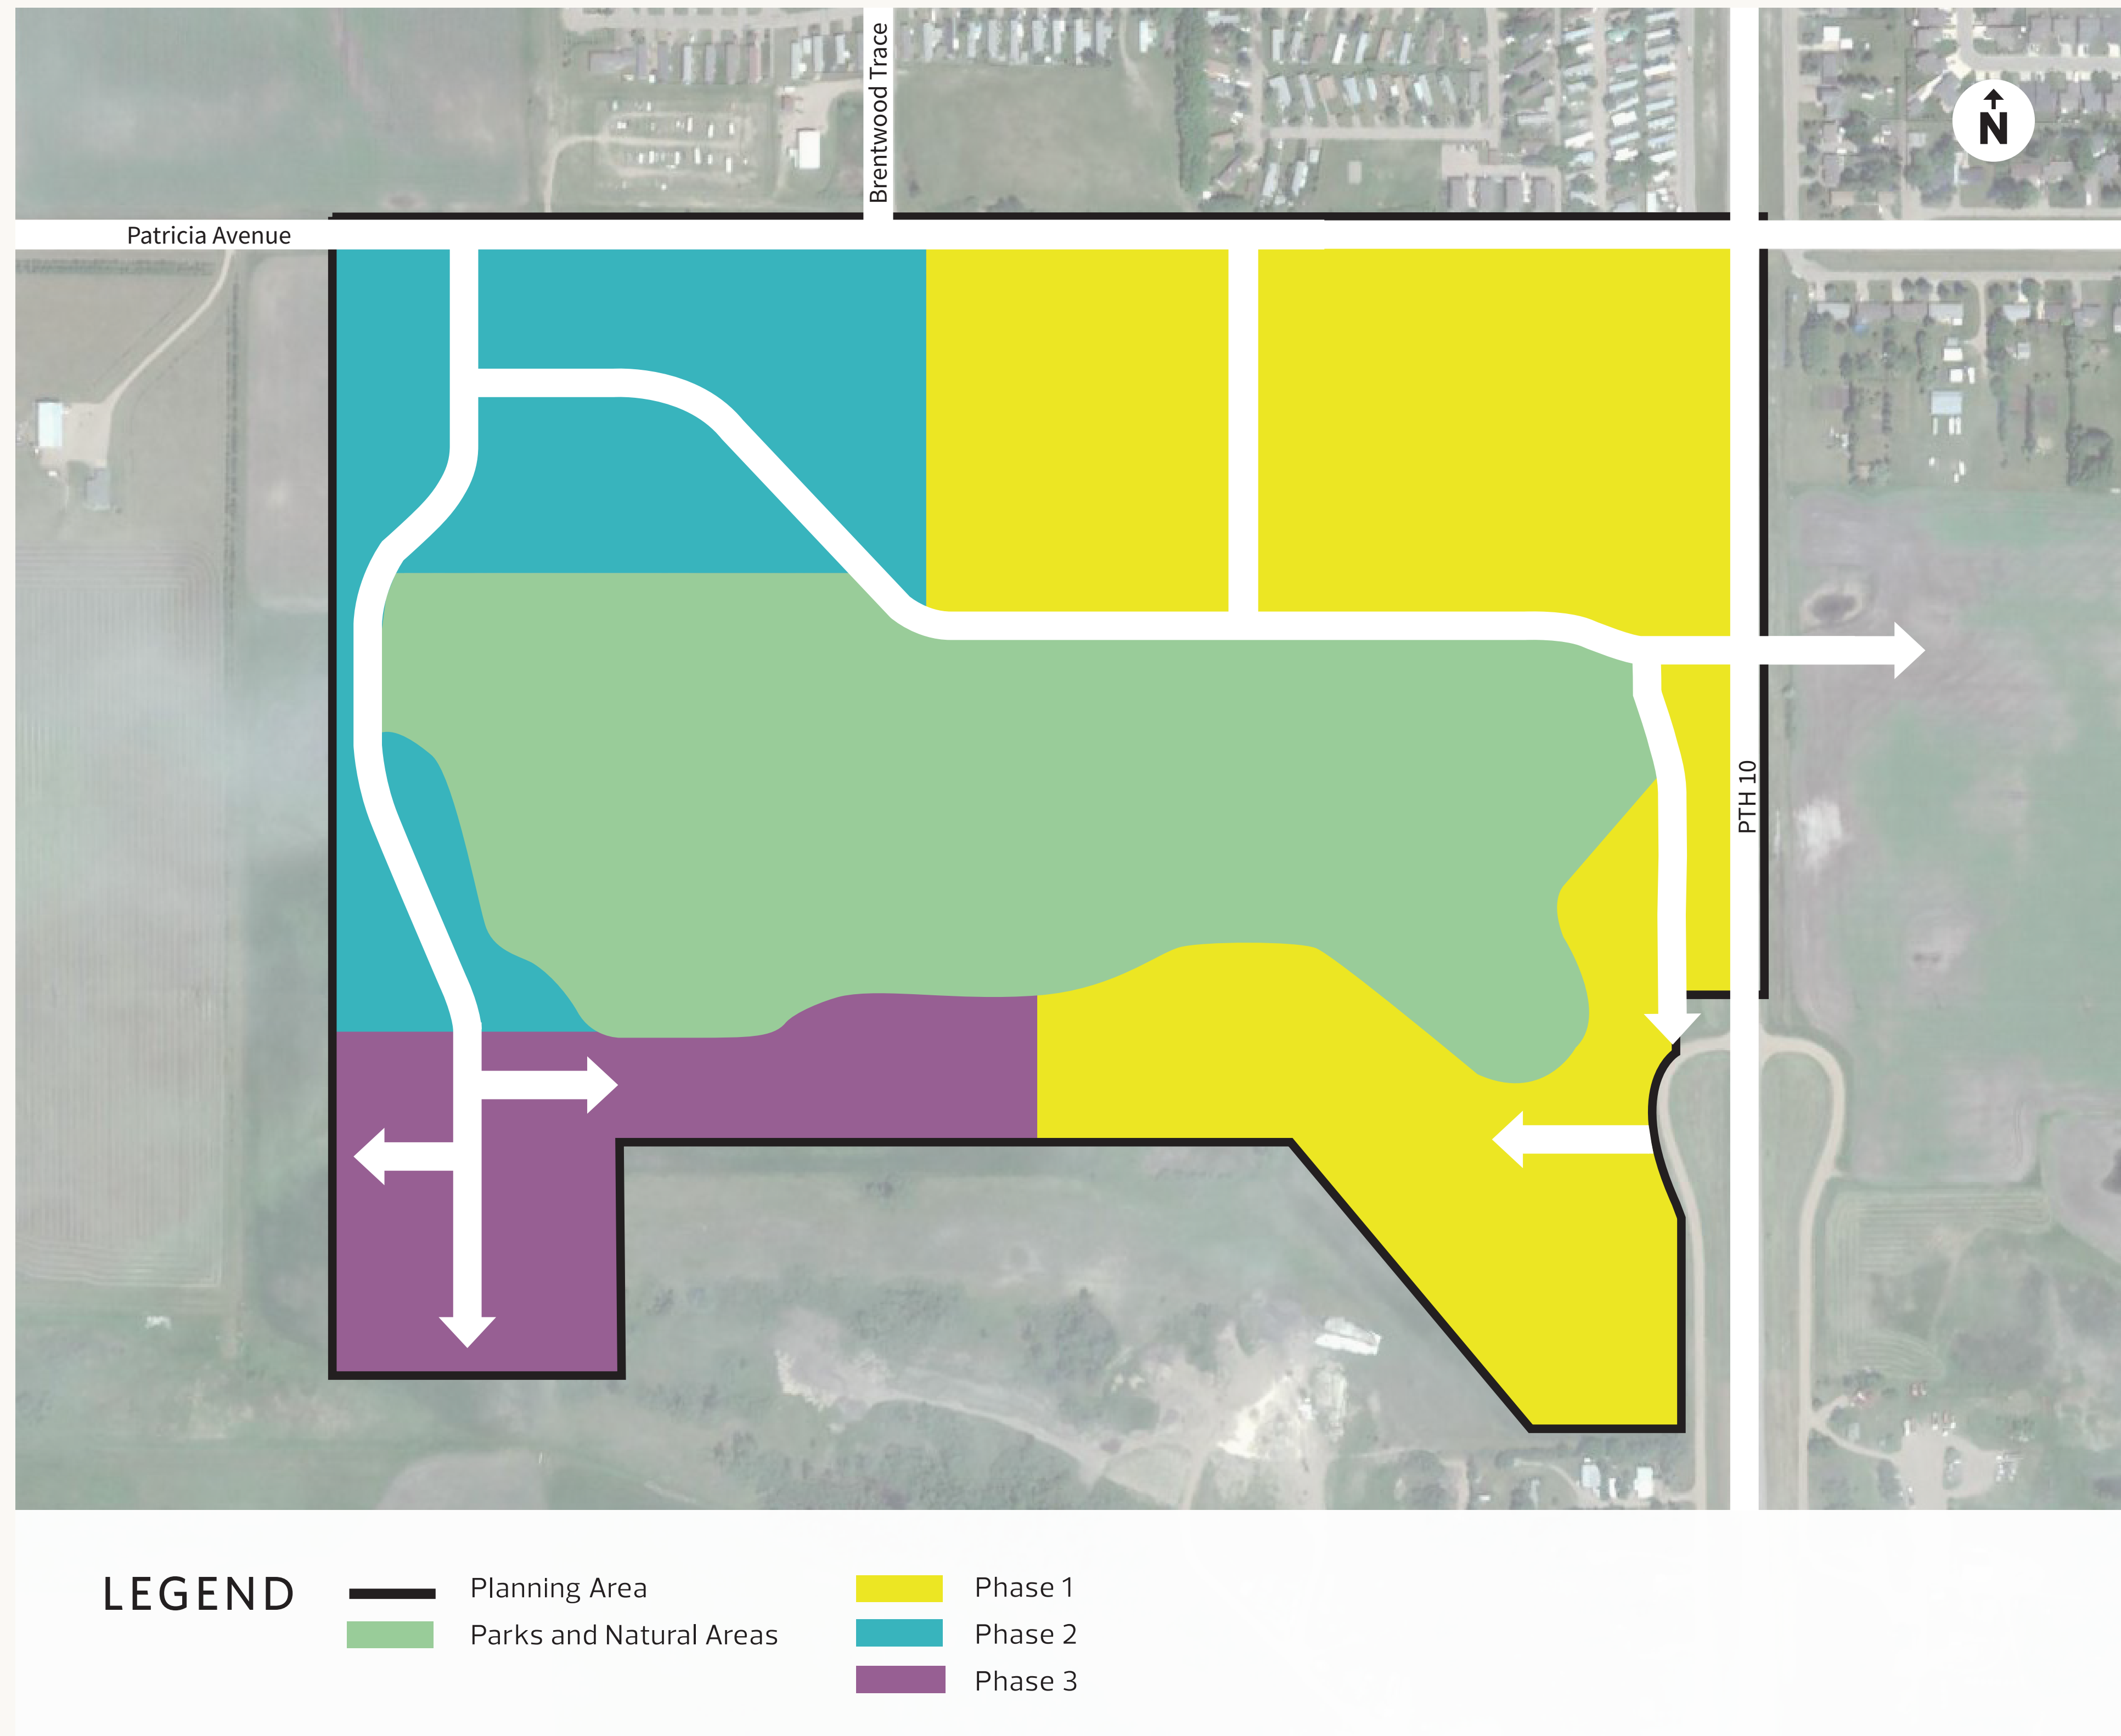 Brentwood Trace
N
Patricia Avenue
PTH 10
LEGEND
Planning Area
Parks and Natural Areas
Phase 1
Phase 2
Phase 3